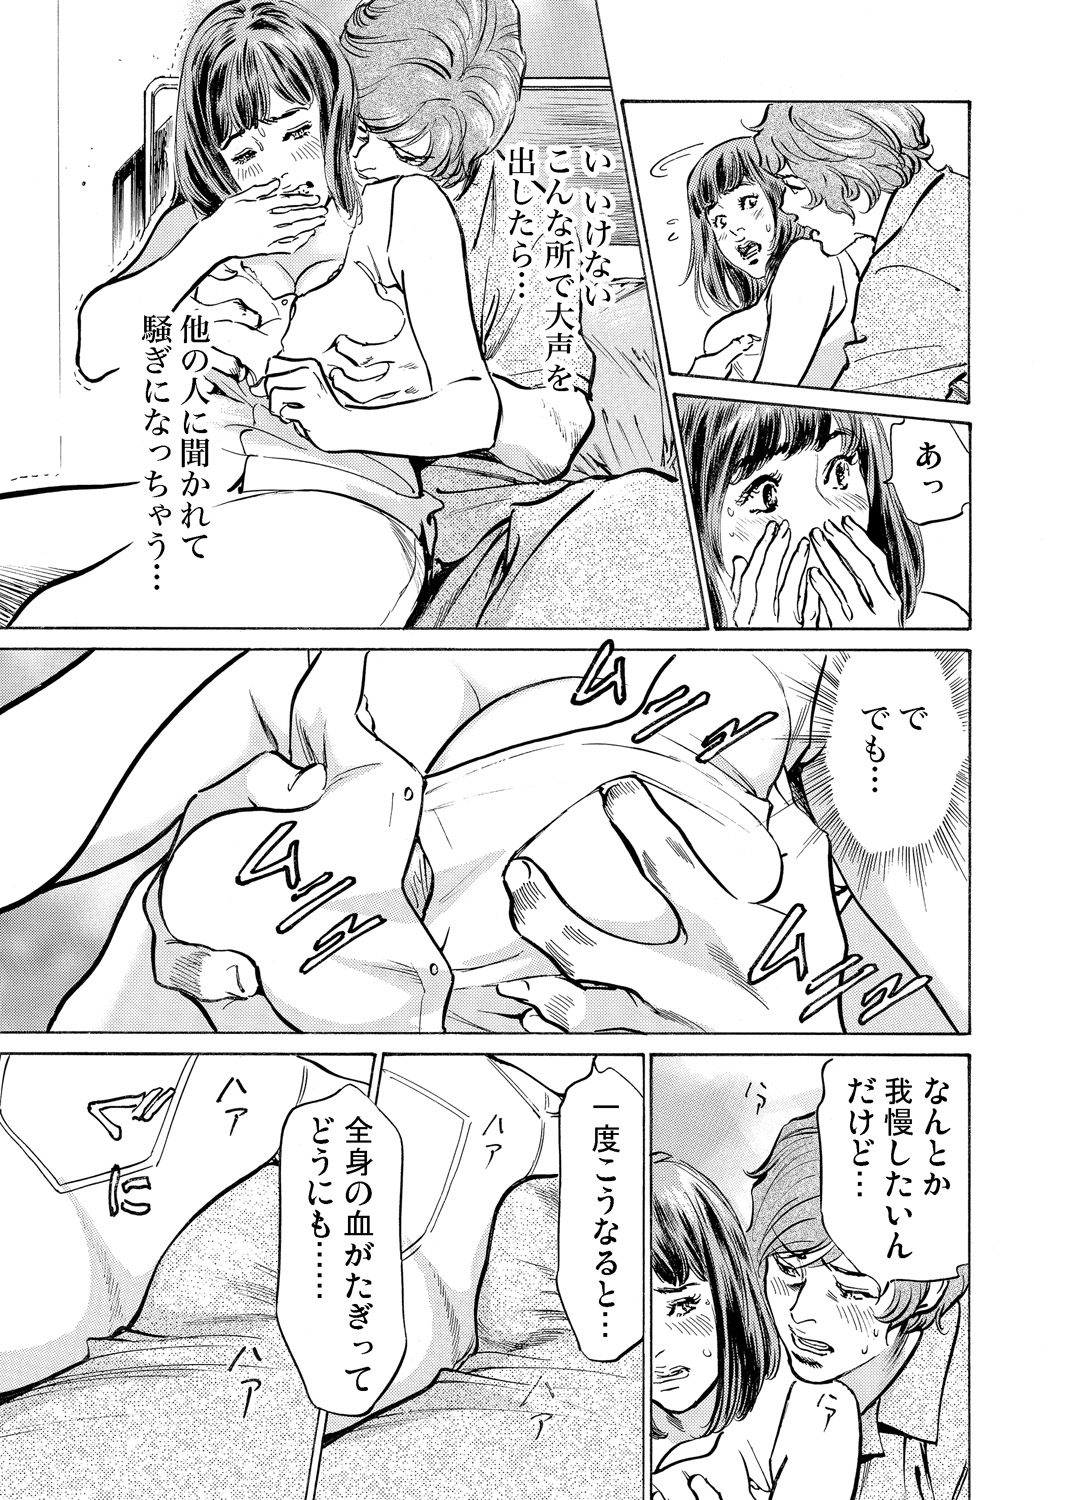 あっ
い いけない
こんな所で大声を
出したら…
他の人に聞かれて
騒ぎになっちゃう…
で
でも…
ムニュ
ムニュ
ムニュ
なんとか
我慢したいん
だけど…
ハァ
ハァ
一度こうなると…
全身の血がたぎって
どうにも……
ハァ
ハァ
ハァ
ハァ